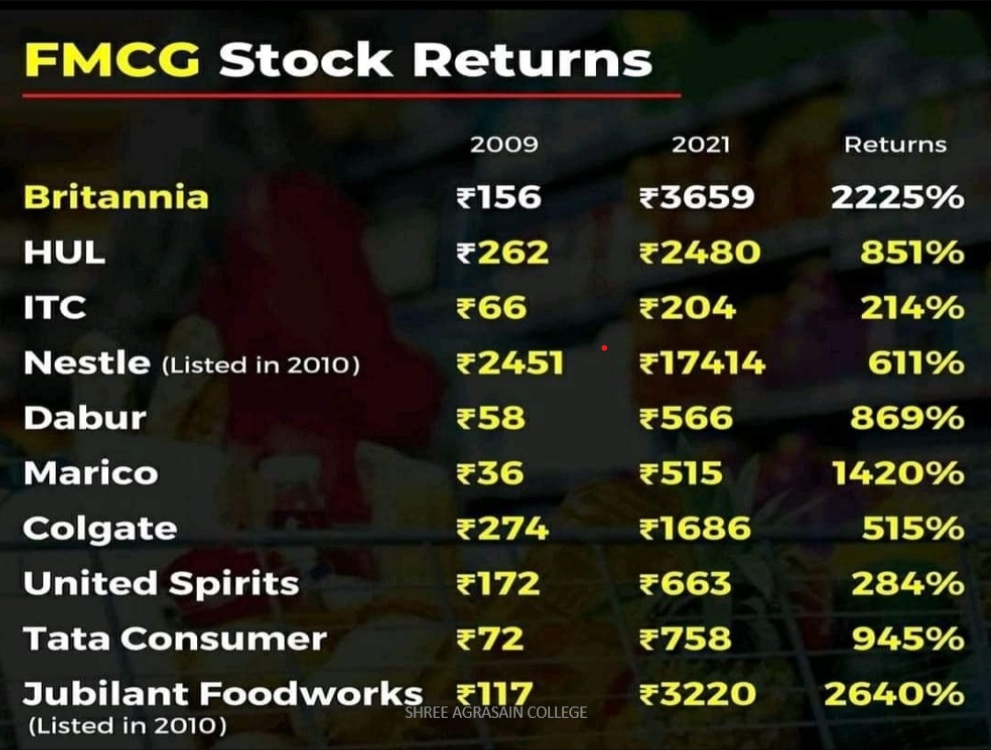 FMCG Stock Returns
2009 2021 Returns
Britannia ₹156 ₹3659 2225%
HUL ₹262 ₹2480 851%
ITC ₹66 ₹204 214%
Nestle (Listed in 2010) ₹2451 ₹17414 611%
Dabur ₹58 ₹566 869%
Marico ₹36 ₹515 1420%
Colgate ₹274 ₹1686 515%
United Spirits ₹172 ₹663 284%
Tata Consumer ₹72 ₹758 945%
Jubilant Foodworks ₹117 ₹3220 2640%
SHREE AGRASAIN COLLEGE
(Listed in 2010)